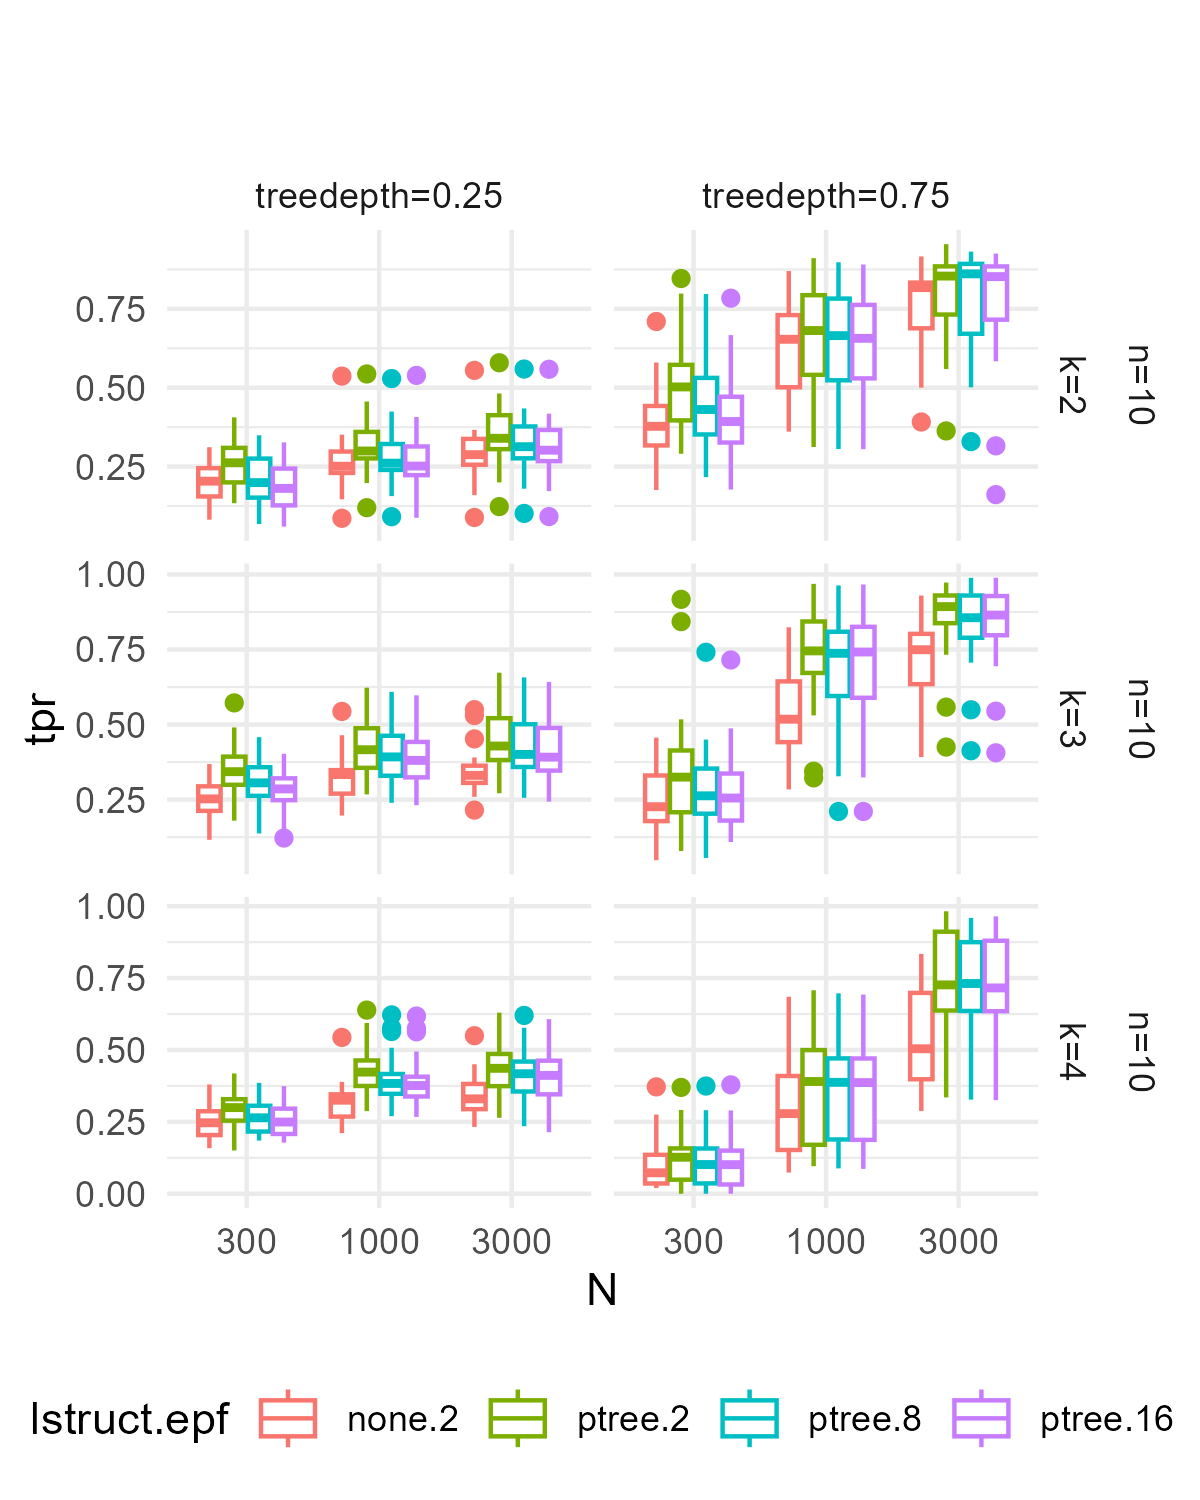 treedepth=0.25 treedepth=0.75
0.75
0.50
0.25
k=2 n=10
1.00
0.75
0.50
0.25
k=3 n=10
1.00
0.75
0.50
0.25
0.00
k=4 n=10
tpr
300 1000 3000 300 1000 3000
N
lstruct.epf none.2 ptree.2 ptree.8 ptree.16